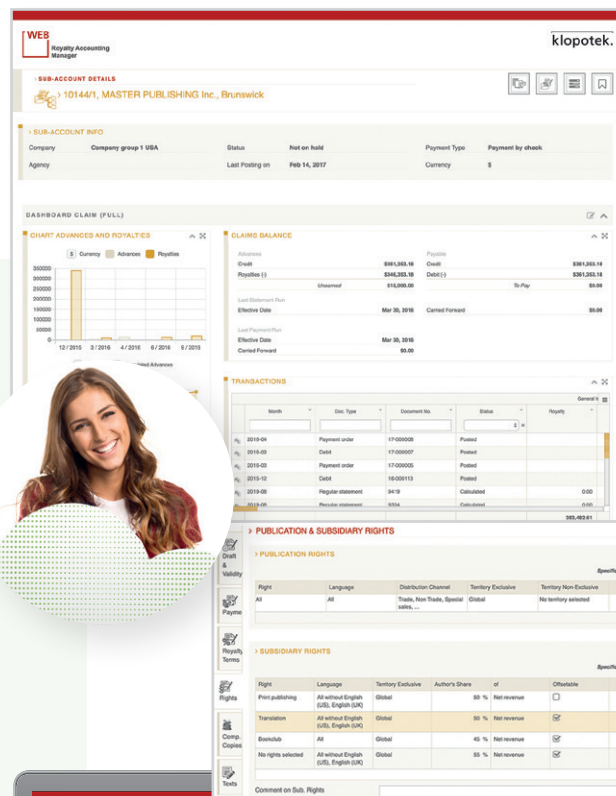 WEB
Royalty Accounting
Manager
klopotek.
› SUB-ACCOUNT DETAILS
› 10144/1, MASTER PUBLISHING Inc., Brunswick
› SUB-ACCOUNT INFO
Company Company group 1 USA Status Not on hold Payment Type Payment by check
Agency Last Posting on Feb 14, 2017 Currency $
DASHBOARD CLAIM (FULL)
CHART ADVANCES AND ROYALTIES
$ Currency Advances Royalties
350000
300000
250000
200000
150000
100000
50000
0
12 / 2015 3 / 2016 4 / 2016 6 / 2016 9 / 2015
Advances
CLAIMS BALANCE
Advances Payable
Credit $361,353.18 Credit $361,353.18
Royalties (-) $346,353.18 Debit (-) $361,353.18
Unearned $15,000.00 To Pay $0.00
Last Statement Run
Effective Date Mar 30, 2016 Carried Forward $0.00
Last Payment Run
Effective Date Mar 30, 2016
Carried Forward $0.00
TRANSACTIONS
General
Month Doc. Type Document No. Status Royalty
Payment order 17-000008 Posted
Debit 17-000007 Posted
Payment order 17-000005 Posted
2015-12 Debit 16-000113 Posted
Regular statement 9419 Calculated 0.00
Regular statement Calculated 0.00
› PUBLICATION & SUBSIDIARY RIGHTS
Draft
&
Validity
› PUBLICATION RIGHTS
Right Language Distribution Channel Territory Exclusive Territory Non-Exclusive
All All Trade, Non Trade, Special Global No territory selected
sales, ...
Payme
Royalty
Terms
› SUBSIDIARY RIGHTS
Right Language Territory Exclusive Author's Share of Offsetable
Rights
Print publishing All without English Global 50 % Net revenue
(US), English (UK)
Translation All without English Global 50 % Net revenue
(US), English (UK)
Comp.
Copies
Bookclub All Global 45 % Net revenue
No rights selected All without English Global 55 % Net revenue
(US), English (UK)
Texts
Comment on Sub. Rights